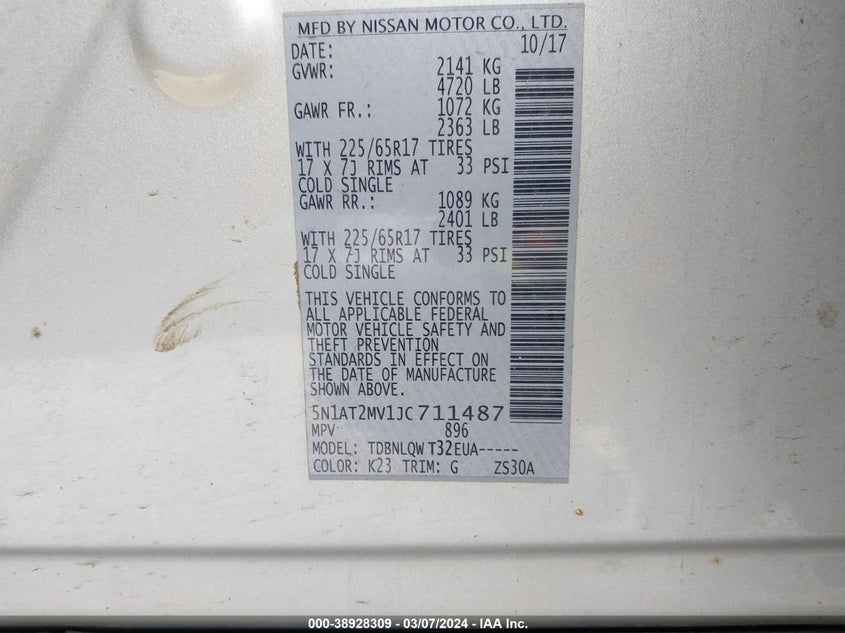 MFD BY NISSAN MOTOR CO., LTD.
DATE: 10/17
GVWR: 2141 KG
4720 LB
GAWR FR.: 1072 KG
2363 LB
WITH 225/65R17 TIRES
17 X 7J RIMS AT 33 PSI
COLD SINGLE
GAWR RR.: 1089 KG
2401 LB
WITH 225/65R17 TIRES
17 X 7J RIMS AT 33 PSI
COLD SINGLE
THIS VEHICLE CONFORMS TO
ALL APPLICABLE FEDERAL
MOTOR VEHICLE SAFETY AND
THEFT PREVENTION
STANDARDS IN EFFECT ON
THE DATE OF MANUFACTURE
SHOWN ABOVE.
5N1AT2MV1JC711487
MPV 896
MODEL: TDBNLQW T32EUA-----
COLOR: K23 TRIM: G ZS30A
000-38928309 - 03/07/2024 - IAA Inc.